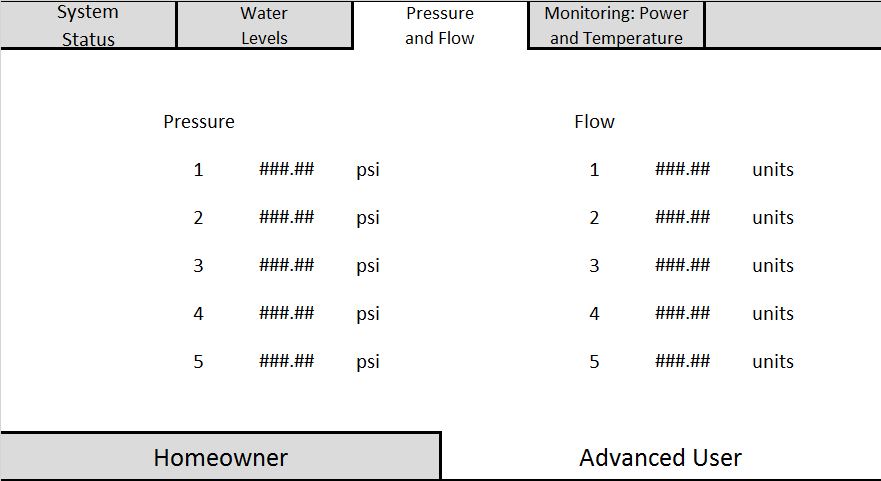 System
Status
Water
Levels
Pressure
and Flow
Monitoring: Power
and Temperature
Pressure Flow
1 ###.## psi 1 ###.## units
2 ###.## psi 2 ###.## units
3 ###.## psi 3 ###.## units
4 ###.## psi 4 ###.## units
5 ###.## psi 5 ###.## units
Homeowner Advanced User